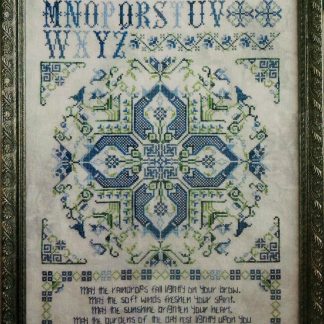 MNOPQRSTUV
WXYZ
MAY THE RAINDROPS FALL LIGHTLY ON YOUR BROW.
MAY THE SOFT WINDS FRESHEN YOUR SPIRIT.
MAY THE SUNSHINE BRIGHTEN YOUR HEART.
MAY THE BURDENS OF THE DAY REST LIGHTLY UPON YOU